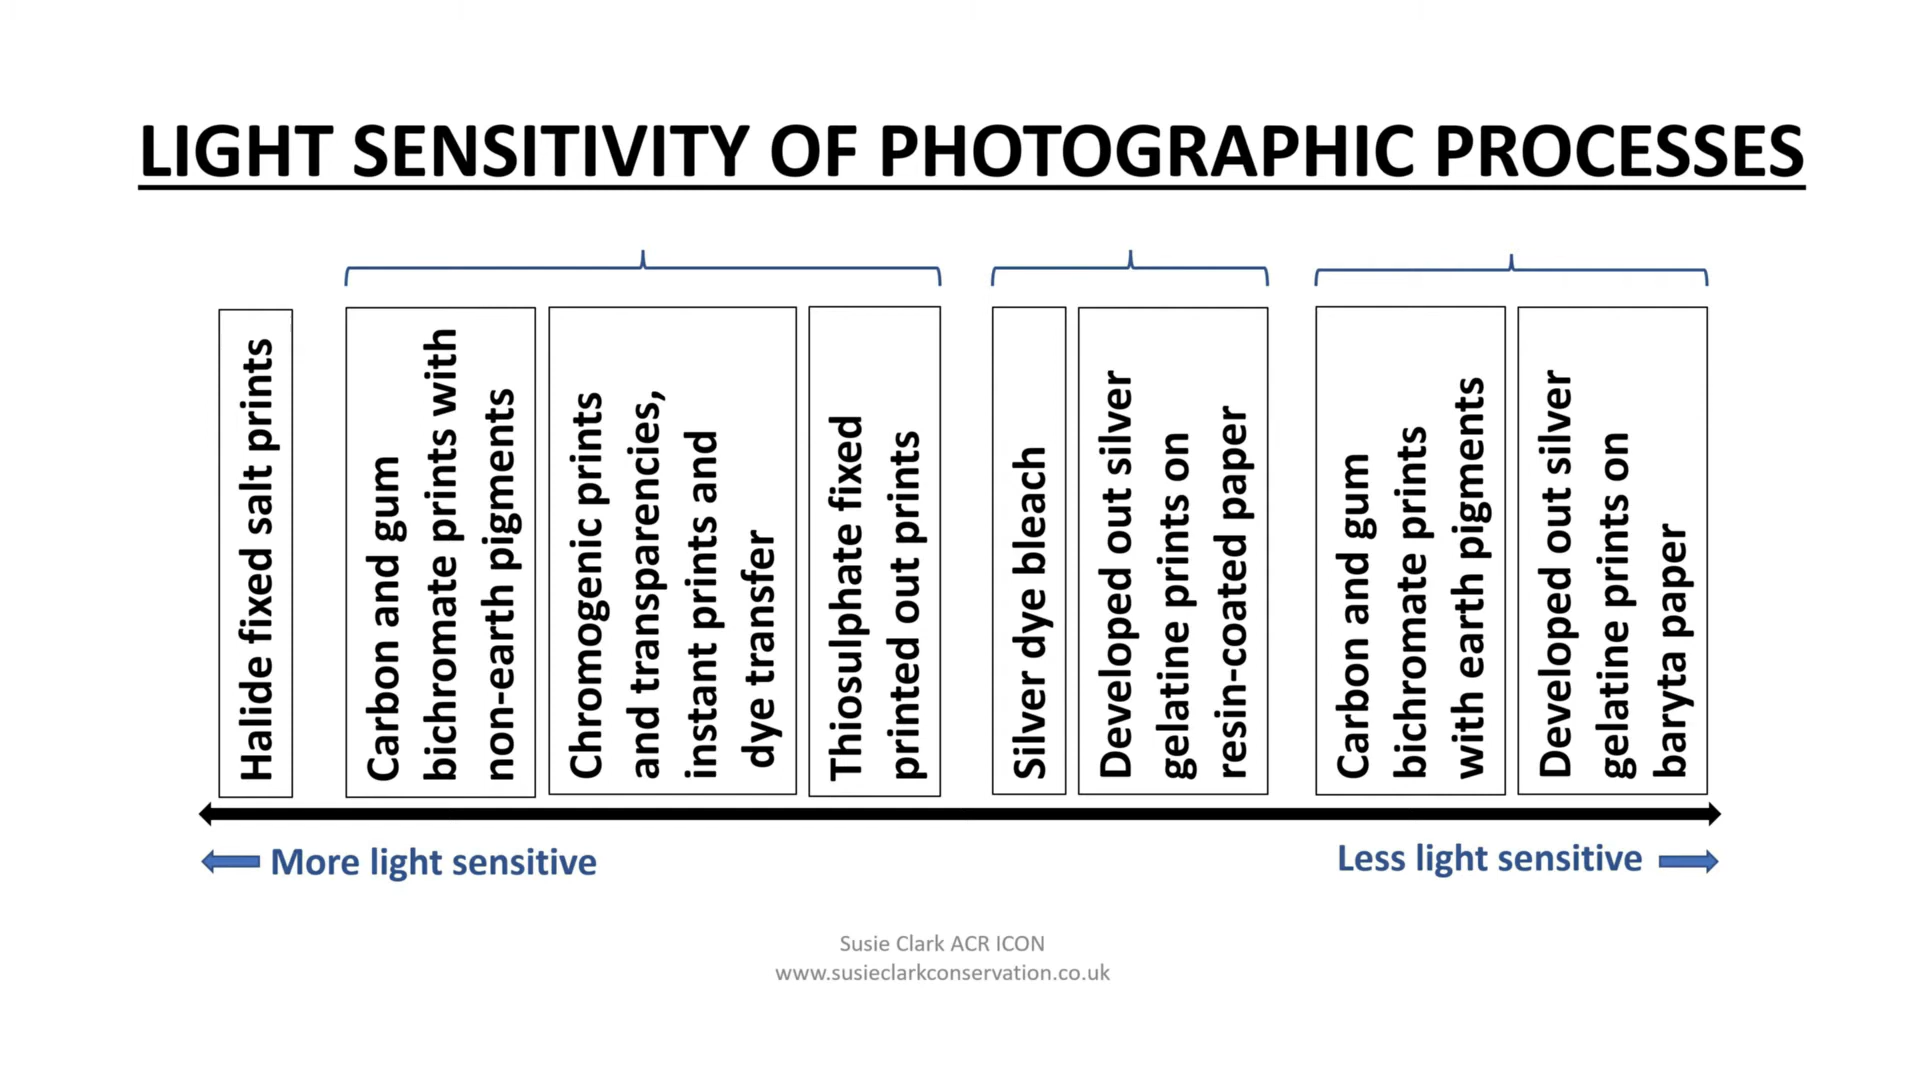 LIGHT SENSITIVITY OF PHOTOGRAPHIC PROCESSES
Halide fixed salt prints
Carbon and gum
bichromate prints with
non-earth pigments
Chromogenic prints
and transparencies,
instant prints and
dye transfer
Thiosulphate fixed
printed out prints
Silver dye bleach
Developed out silver
gelatine prints on
resin-coated paper
Carbon and gum
bichromate prints
with earth pigments
Developed out silver
gelatine prints on
baryta paper
More light sensitive
Less light sensitive
Susie Clark ACR ICON
www.susieclarkconservation.co.uk